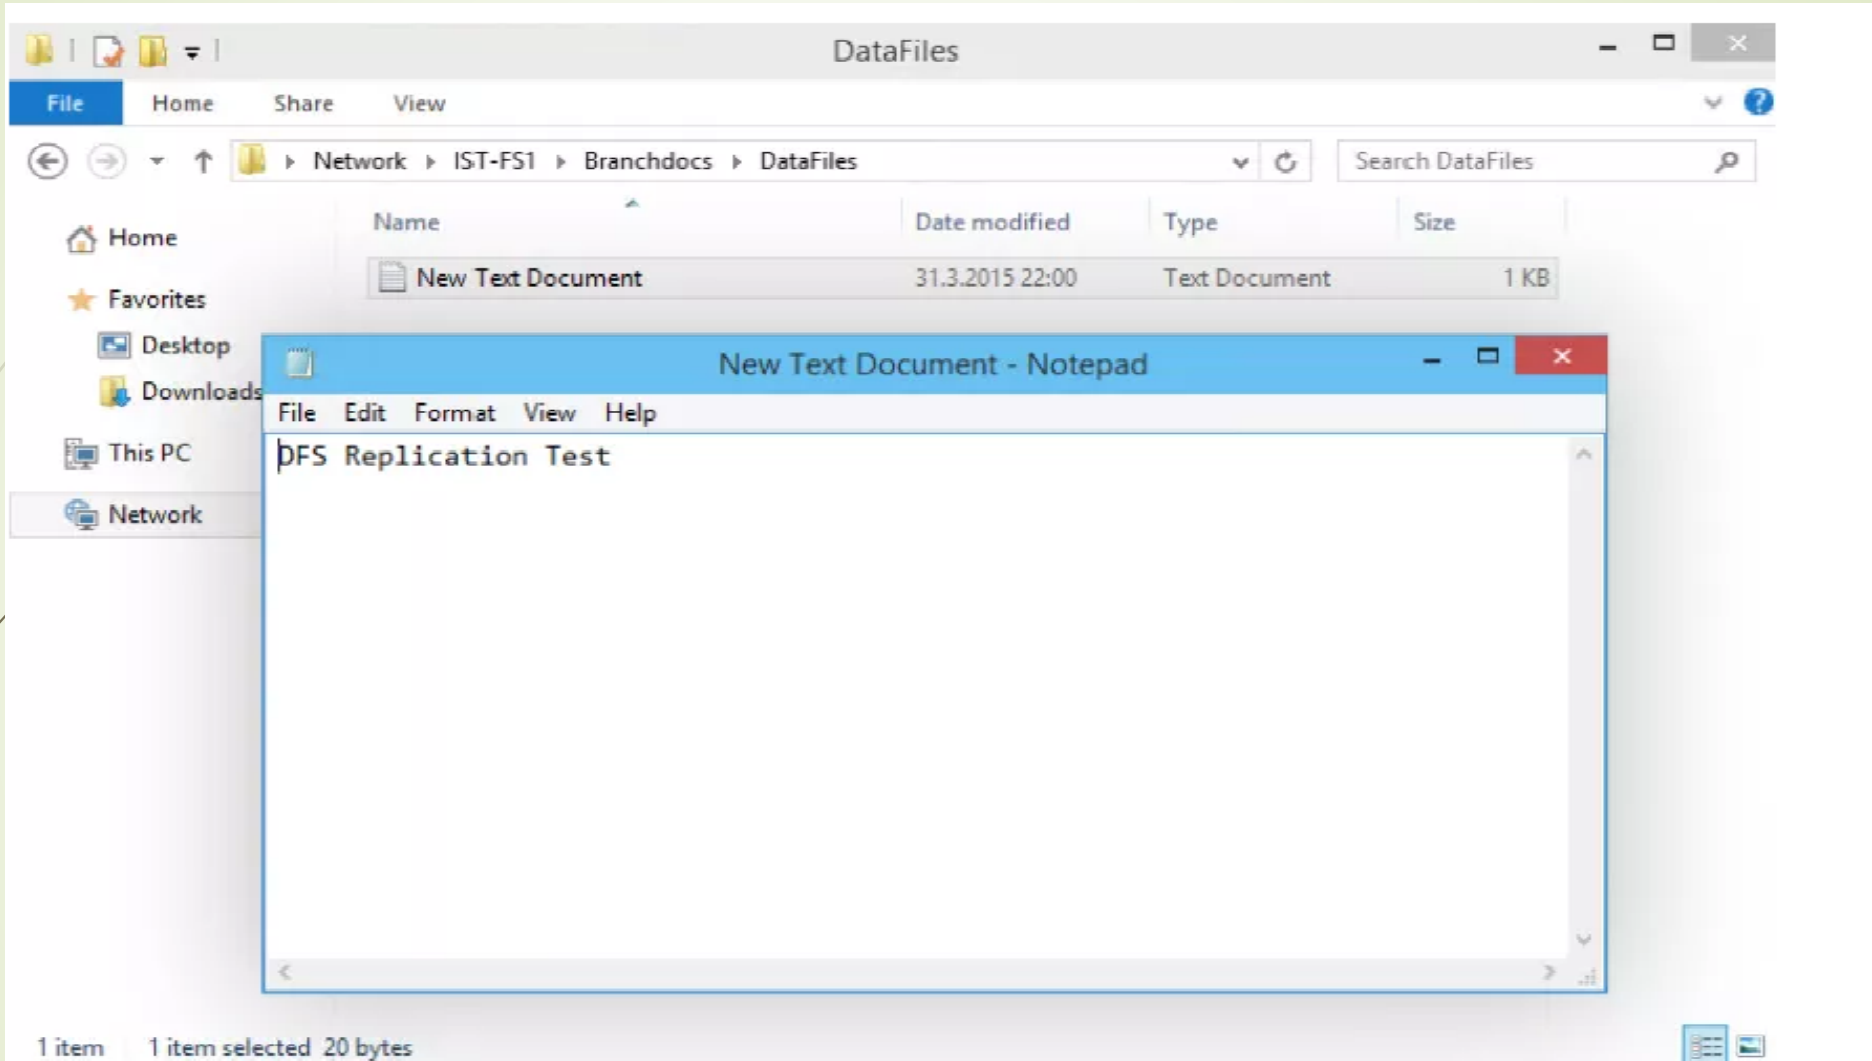 DataFiles
File Home Share View
Network IST-FS1 Branchdocs DataFiles Search DataFiles
Name Date modified Type Size
Home
New Text Document 31.3.2015 22:00 Text Document 1 KB
Favorites
Desktop
Downloads
This PC
Network
New Text Document - Notepad
File Edit Format View Help
DFS Replication Test
1 item 1 item selected 20 bytes